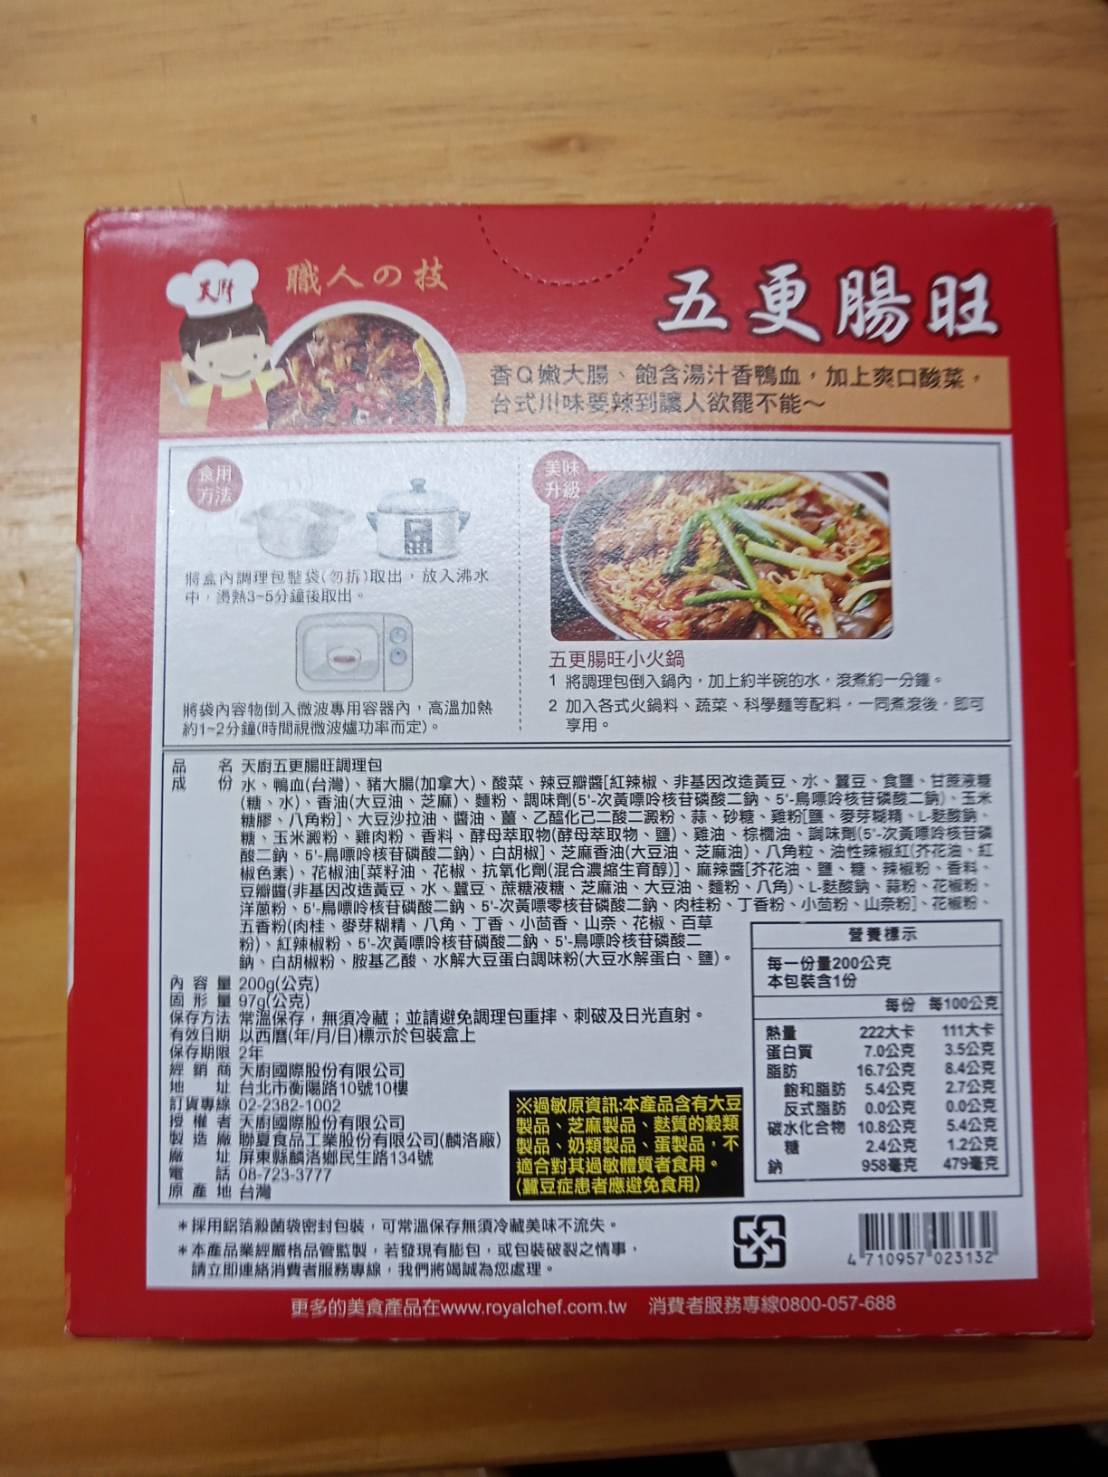 天廚
職人の技
五更腸旺
香Q嫩大腸、飽含湯汁香鴨血，加上爽口酸菜，
台式川味要辣到讓人欲罷不能～
食用
方法
將盒內調理包整袋(勿拆)取出，放入沸水
中，燙熱3~5分鐘後取出。
將袋內容物倒入微波專用容器內，高溫加熱
約1~2分鐘(時間視微波爐功率而定)。
美味
升級
五更腸旺小火鍋
1 將調理包倒入鍋內，加上約半碗的水，滾煮約一分鐘。
2 加入各式火鍋料、蔬菜、科學麵等配料，一同煮滾後，即可
享用。
品 名 天廚五更腸旺調理包
成 份 水、鴨血(台灣)、豬大腸(加拿大)、酸菜、辣豆瓣醬[紅辣椒、非基因改造黃豆、水、蠶豆、食鹽、甘蔗液糖
(糖、水)、香油(大豆油、芝麻)、麵粉、調味劑(5'-次黃嘌呤核苷磷酸二鈉、5'-鳥嘌呤核苷磷酸二鈉)、玉米
糖膠、八角粉]、大豆沙拉油、醬油、薑、乙醯化己二酸二澱粉、蒜、砂糖、雞粉[鹽、麥芽糊精、L-麩酸鈉、
糖、玉米澱粉、雞肉粉、香料、酵母萃取物(酵母萃取物、鹽)、雞油、棕櫚油、調味劑(5'-次黃嘌呤核苷磷
酸二鈉、5'-鳥嘌呤核苷磷酸二鈉)、白胡椒]、芝麻香油(大豆油、芝麻油)、八角粒、油性辣椒紅(芥花油、紅
椒色素)、花椒油[菜籽油、花椒、抗氧化劑(混合濃縮生育醇)]、麻辣醬[芥花油、鹽、糖、辣椒粉、香料、
豆瓣醬(非基因改造黃豆、水、蠶豆、蔗糖液糖、芝麻油、大豆油、麵粉、八角)、L-麩酸鈉、蒜粉、花椒粉、
洋蔥粉、5'-鳥嘌呤核苷磷酸二鈉、5'-次黃嘌零核苷磷酸二鈉、肉桂粉、丁香粉、小茴粉、山奈粉]、花椒粉、
五香粉(肉桂、麥芽糊精、八角、丁香、小茴香、山奈、花椒、百草
粉)、紅辣椒粉、5'-次黃嘌呤核苷磷酸二鈉、5'-鳥嘌呤核苷磷酸二
鈉、白胡椒粉、胺基乙酸、水解大豆蛋白調味粉(大豆水解蛋白、鹽)。
內容量 200g(公克)
固形量 97g(公克)
保存方法 常溫保存，無須冷藏；並請避免調理包重摔、刺破及日光直射。
有效日期 以西曆(年/月/日)標示於包裝盒上
保存期限 2年
經銷商 天廚國際股份有限公司
地 址 台北市衡陽路10號10樓
訂貨專線 02-2382-1002
授權者 天廚國際股份有限公司
製造廠 聯夏食品工業股份有限公司(麟洛廠)
廠 址 屏東縣麟洛鄉民生路134號
電 話 08-723-3777
原產地 台灣
※過敏原資訊:本產品含有大豆
製品、芝麻製品、麩質的穀類
製品、奶類製品、蛋製品，不
適合對其過敏體質者食用。
(蠶豆症患者應避免食用)
營養標示
每一份量200公克
本包裝含1份
每份 每100公克
熱量 222大卡 111大卡
蛋白質 7.0公克 3.5公克
脂肪 16.7公克 8.4公克
飽和脂肪 5.4公克 2.7公克
反式脂肪 0.0公克 0.0公克
碳水化合物 10.8公克 5.4公克
糖 2.4公克 1.2公克
鈉 958毫克 479毫克
＊採用鋁箔殺菌袋密封包裝，可常溫保存無須冷藏美味不流失。
＊本產品業經嚴格品管監製，若發現有膨包，或包裝破裂之情事，
請立即連絡消費者服務專線，我們將竭誠為您處理。
4 710957 023132
更多的美食產品在www.royalchef.com.tw 消費者服務專線0800-057-688